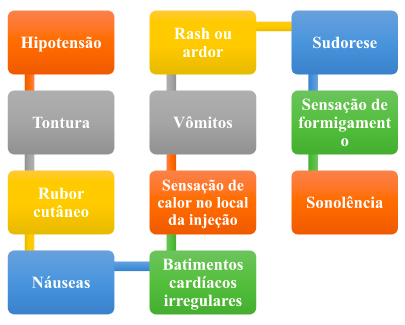 Hipotensão
Tontura
Rubor
cutâneo
Náuseas
Batimentos
cardíacos
irregulares
Sensação de
calor no local
da injeção
Vômitos
Rash ou
ardor
Sudorese
Sensação de
formigament
o
Sonolência